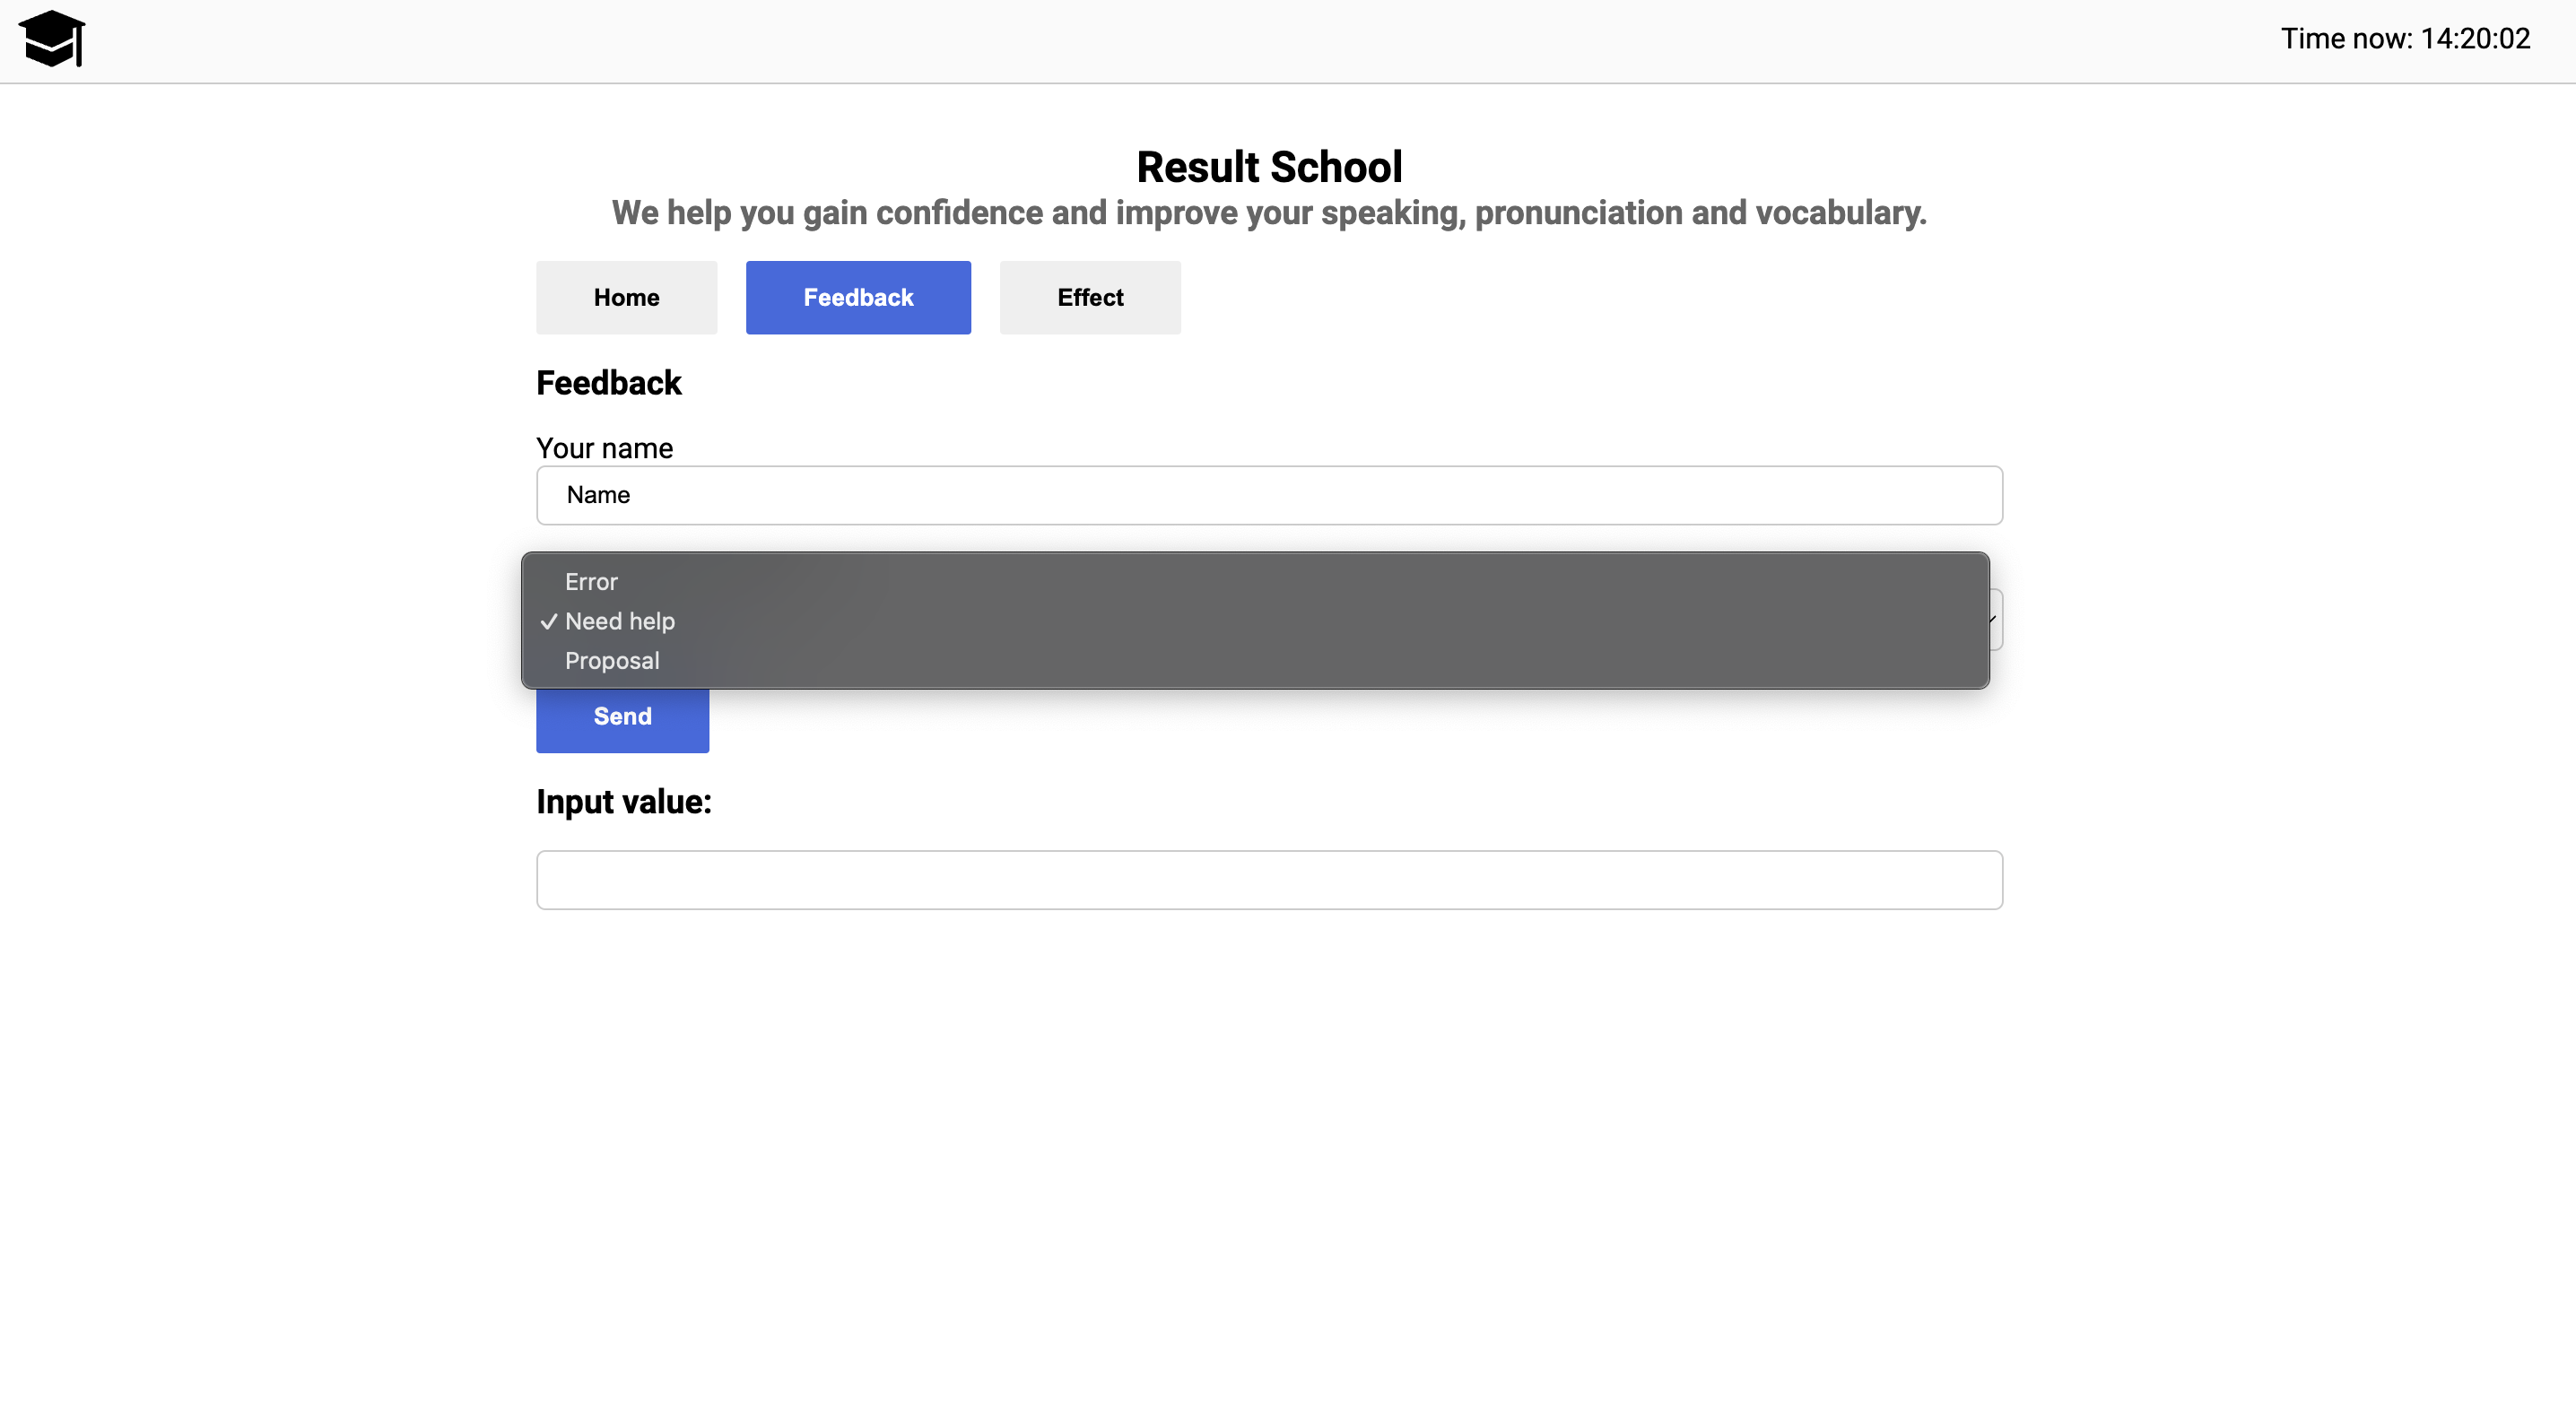 Time now: 14:20:02
Result School
We help you gain confidence and improve your speaking, pronunciation and vocabulary.
Home
Feedback
Effect
Feedback
Your name
Name
Error
✓ Need help
Proposal
Send
Input value: